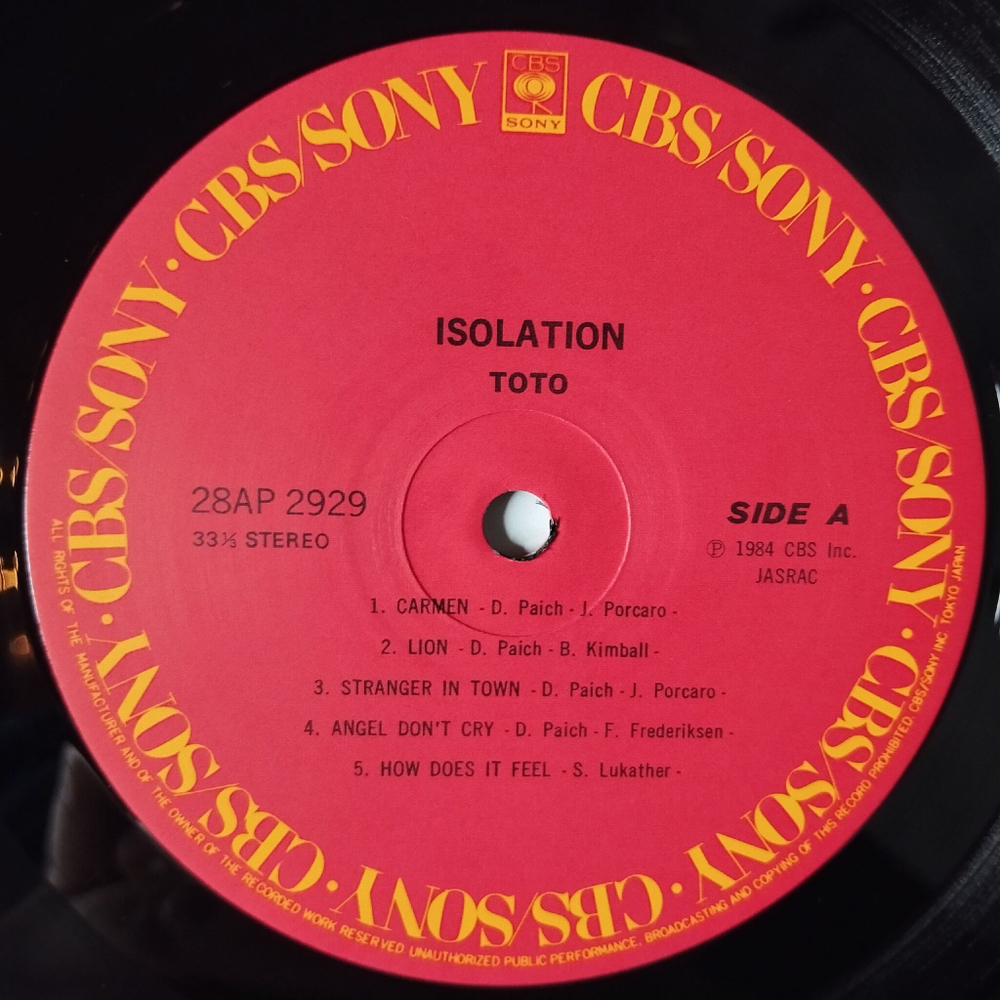 CBS
SONY
CBS/SONY · CBS/SONY · CBS/SONY · CBS/SONY · CBS/SONY · CBS/SONY · CBS/SONY · CBS/SONY
ISOLATION
TOTO
28AP 2929
33⅓ STEREO
SIDE A
Ⓟ 1984 CBS Inc.
JASRAC
1. CARMEN - D. Paich - J. Porcaro -
2. LION - D. Paich - B. Kimball -
3. STRANGER IN TOWN - D. Paich - J. Porcaro -
4. ANGEL DON'T CRY - D. Paich - F. Frederiksen -
5. HOW DOES IT FEEL - S. Lukather -
ALL RIGHTS OF THE MANUFACTURER AND OF THE OWNER OF THE RECORDED WORK RESERVED UNAUTHORIZED PUBLIC PERFORMANCE, BROADCASTING AND COPYING OF THIS RECORD PROHIBITED. CBS/SONY INC. TOKYO JAPAN